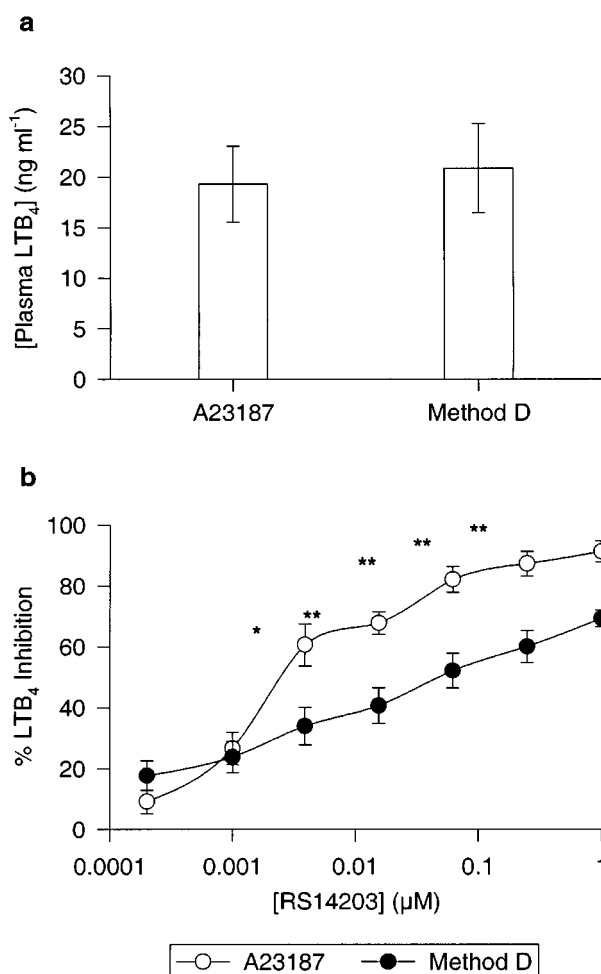 a
[Plasma LTB4] (ng ml-1)
30
25
20
15
10
5
0
A23187
Method D
b
% LTB4 Inhibition
100
80
60
40
20
0
*
**
**
**
**
0.0001
0.001
0.01
0.1
1
[RS14203] (µM)
A23187
Method D